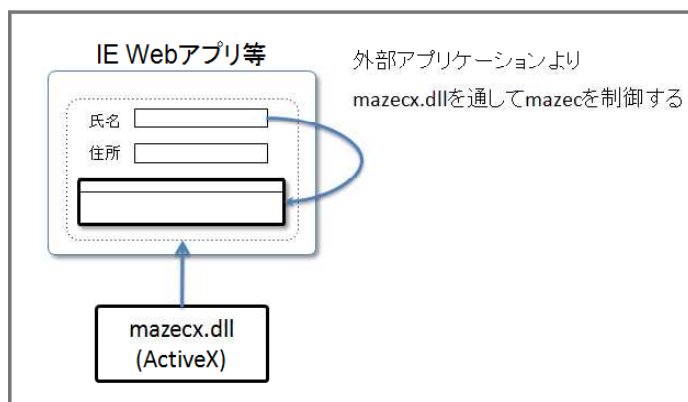 IE Webアプリ等
外部アプリケーションより
mazecx.dllを通してmazecを制御する
氏名
住所
mazecx.dll
(ActiveX)